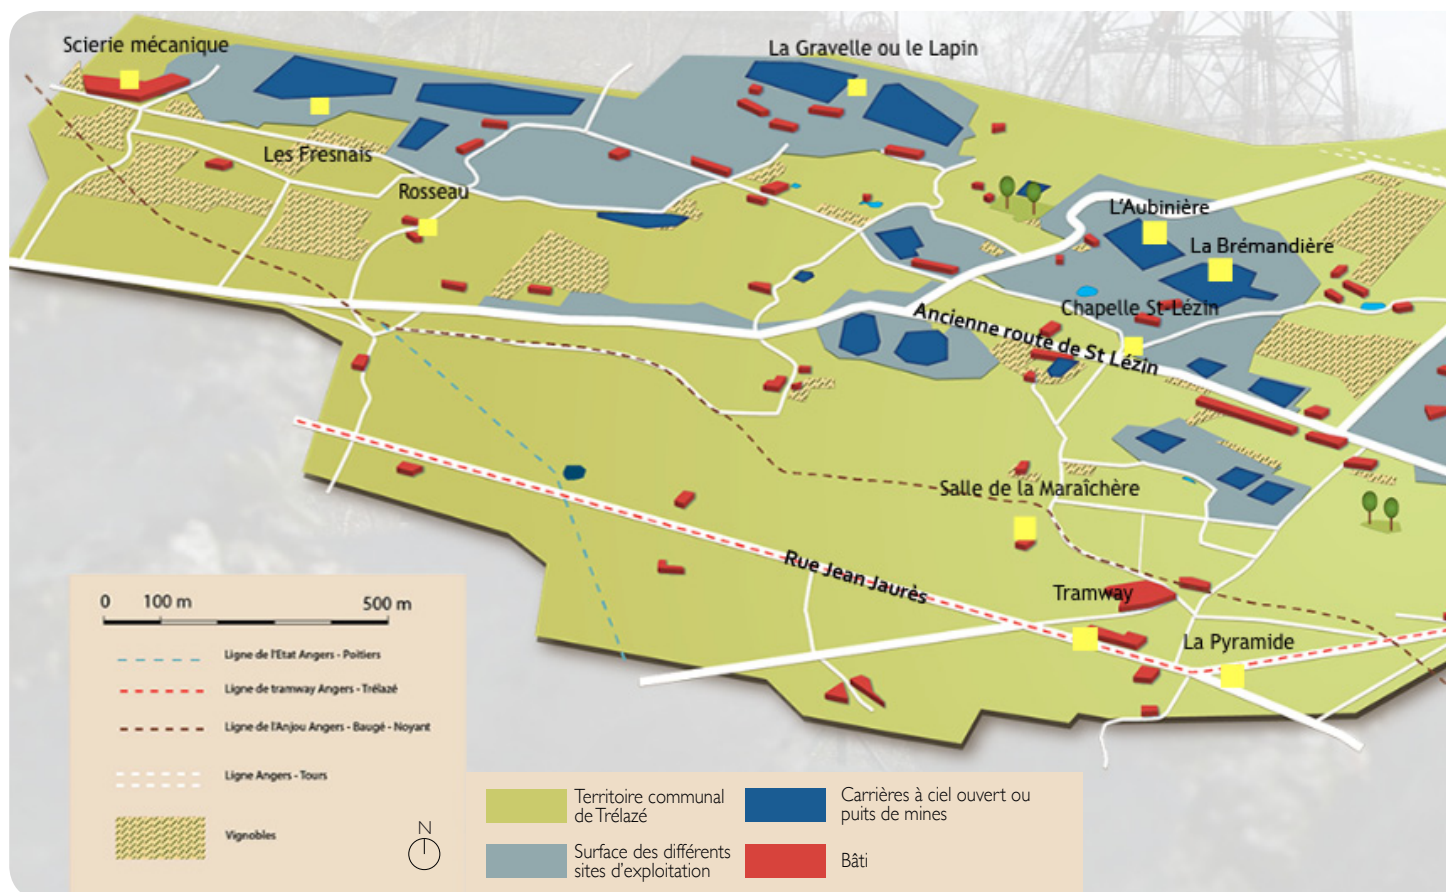 Scierie mécanique
La Gravelle ou le Lapin
Les Fresnais
Rosseau
L'Aubinière
La Brémandière
Chapelle St-Lézin
Ancienne route de St Lézin
Salle de la Maraîchère
Rue Jean Jaurès
Tramway
La Pyramide
0 100 m 500 m
Ligne de l'Etat Angers - Poitiers
Ligne de tramway Angers - Trélazé
Ligne de l'Anjou Angers - Baugé - Noyant
Ligne Angers - Tours
Vignobles
N
Territoire communal
de Trélazé
Surface des différents
sites d'exploitation
Carrières à ciel ouvert ou
puits de mines
Bâti